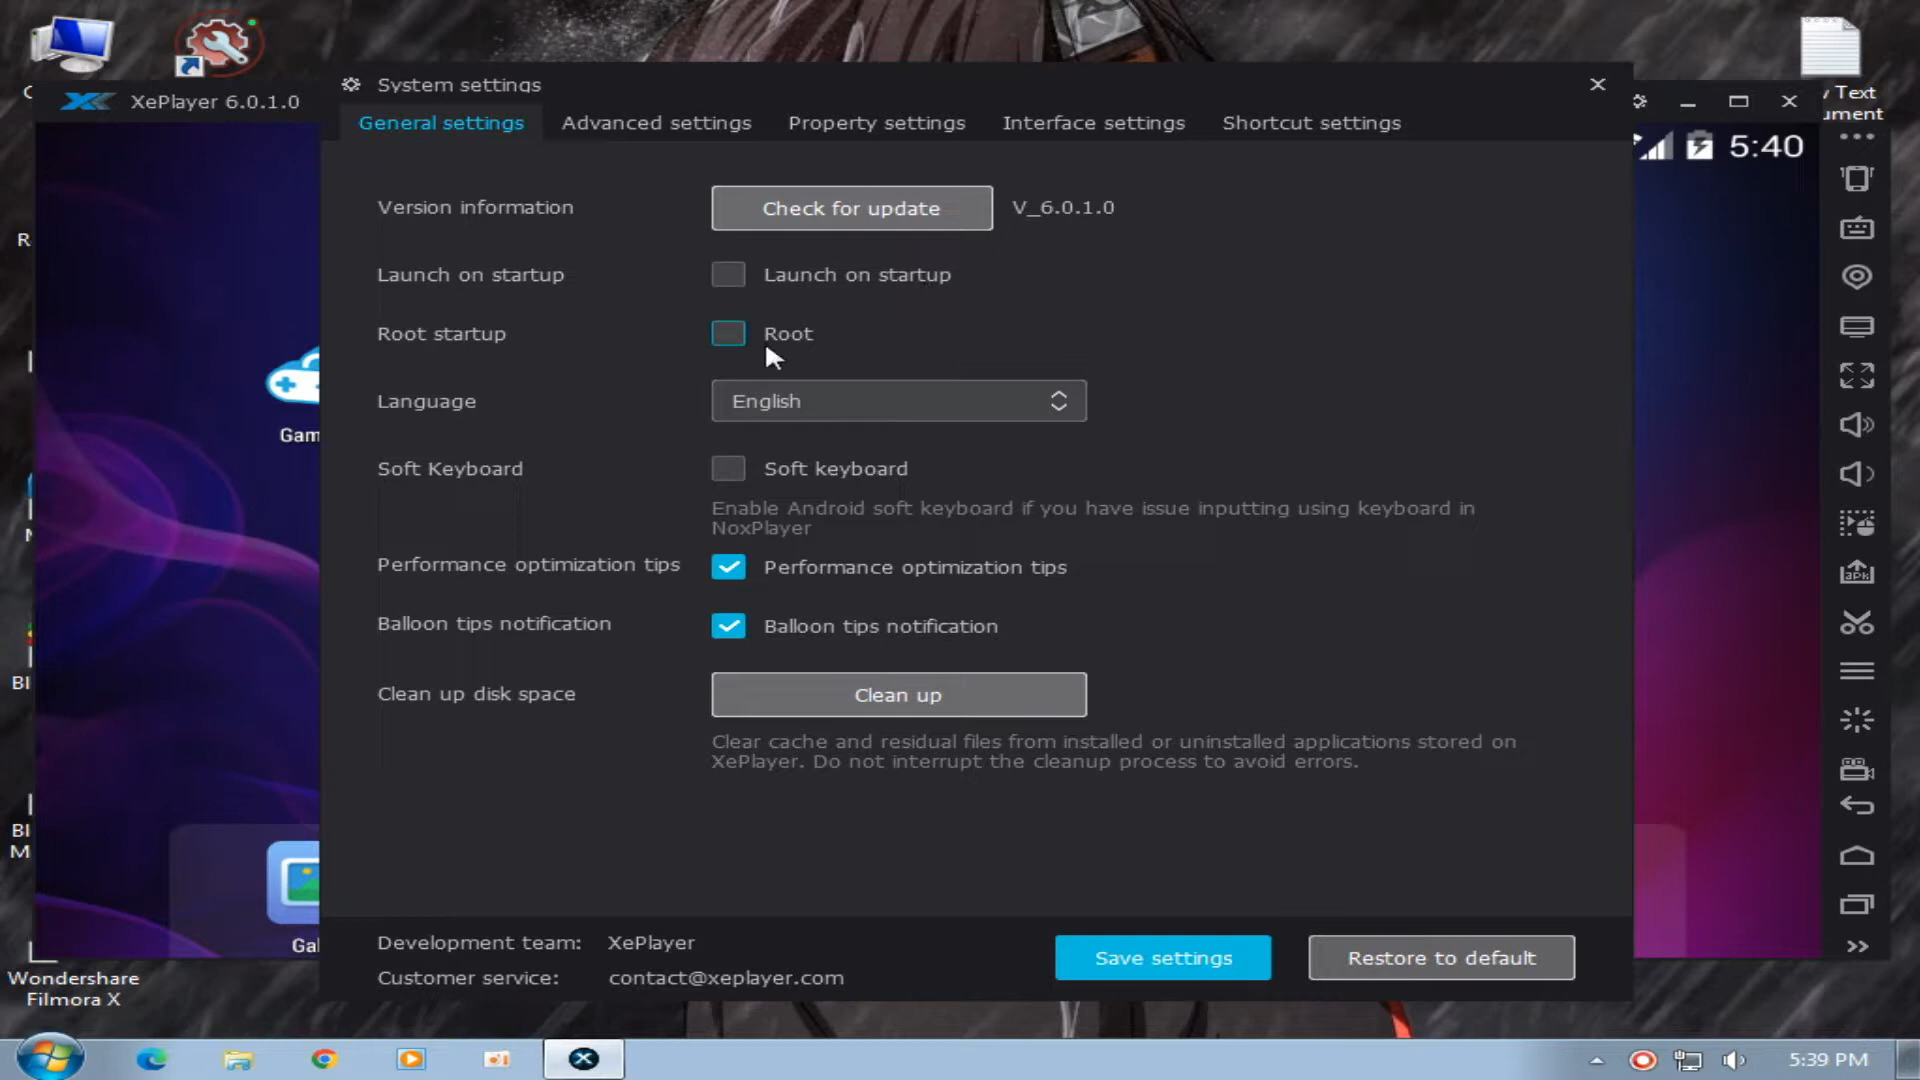 System settings
XePlayer 6.0.1.0
Text
ument
General settings
Advanced settings
Property settings
Interface settings
Shortcut settings
5:40
Version information
Check for update
V_6.0.1.0
Launch on startup
Launch on startup
Root startup
Root
Language
English
Gam
Soft Keyboard
Soft keyboard
Enable Android soft keyboard if you have issue inputting using keyboard in
NoxPlayer
Performance optimization tips
Performance optimization tips
Balloon tips notification
Balloon tips notification
Clean up disk space
Clean up
Clear cache and residual files from installed or uninstalled applications stored on
XePlayer. Do not interrupt the cleanup process to avoid errors.
BI
BI
M
apk
Gal
Development team: XePlayer
Customer service: contact@xeplayer.com
Save settings
Restore to default
Wondershare
Filmora X
5:39 PM